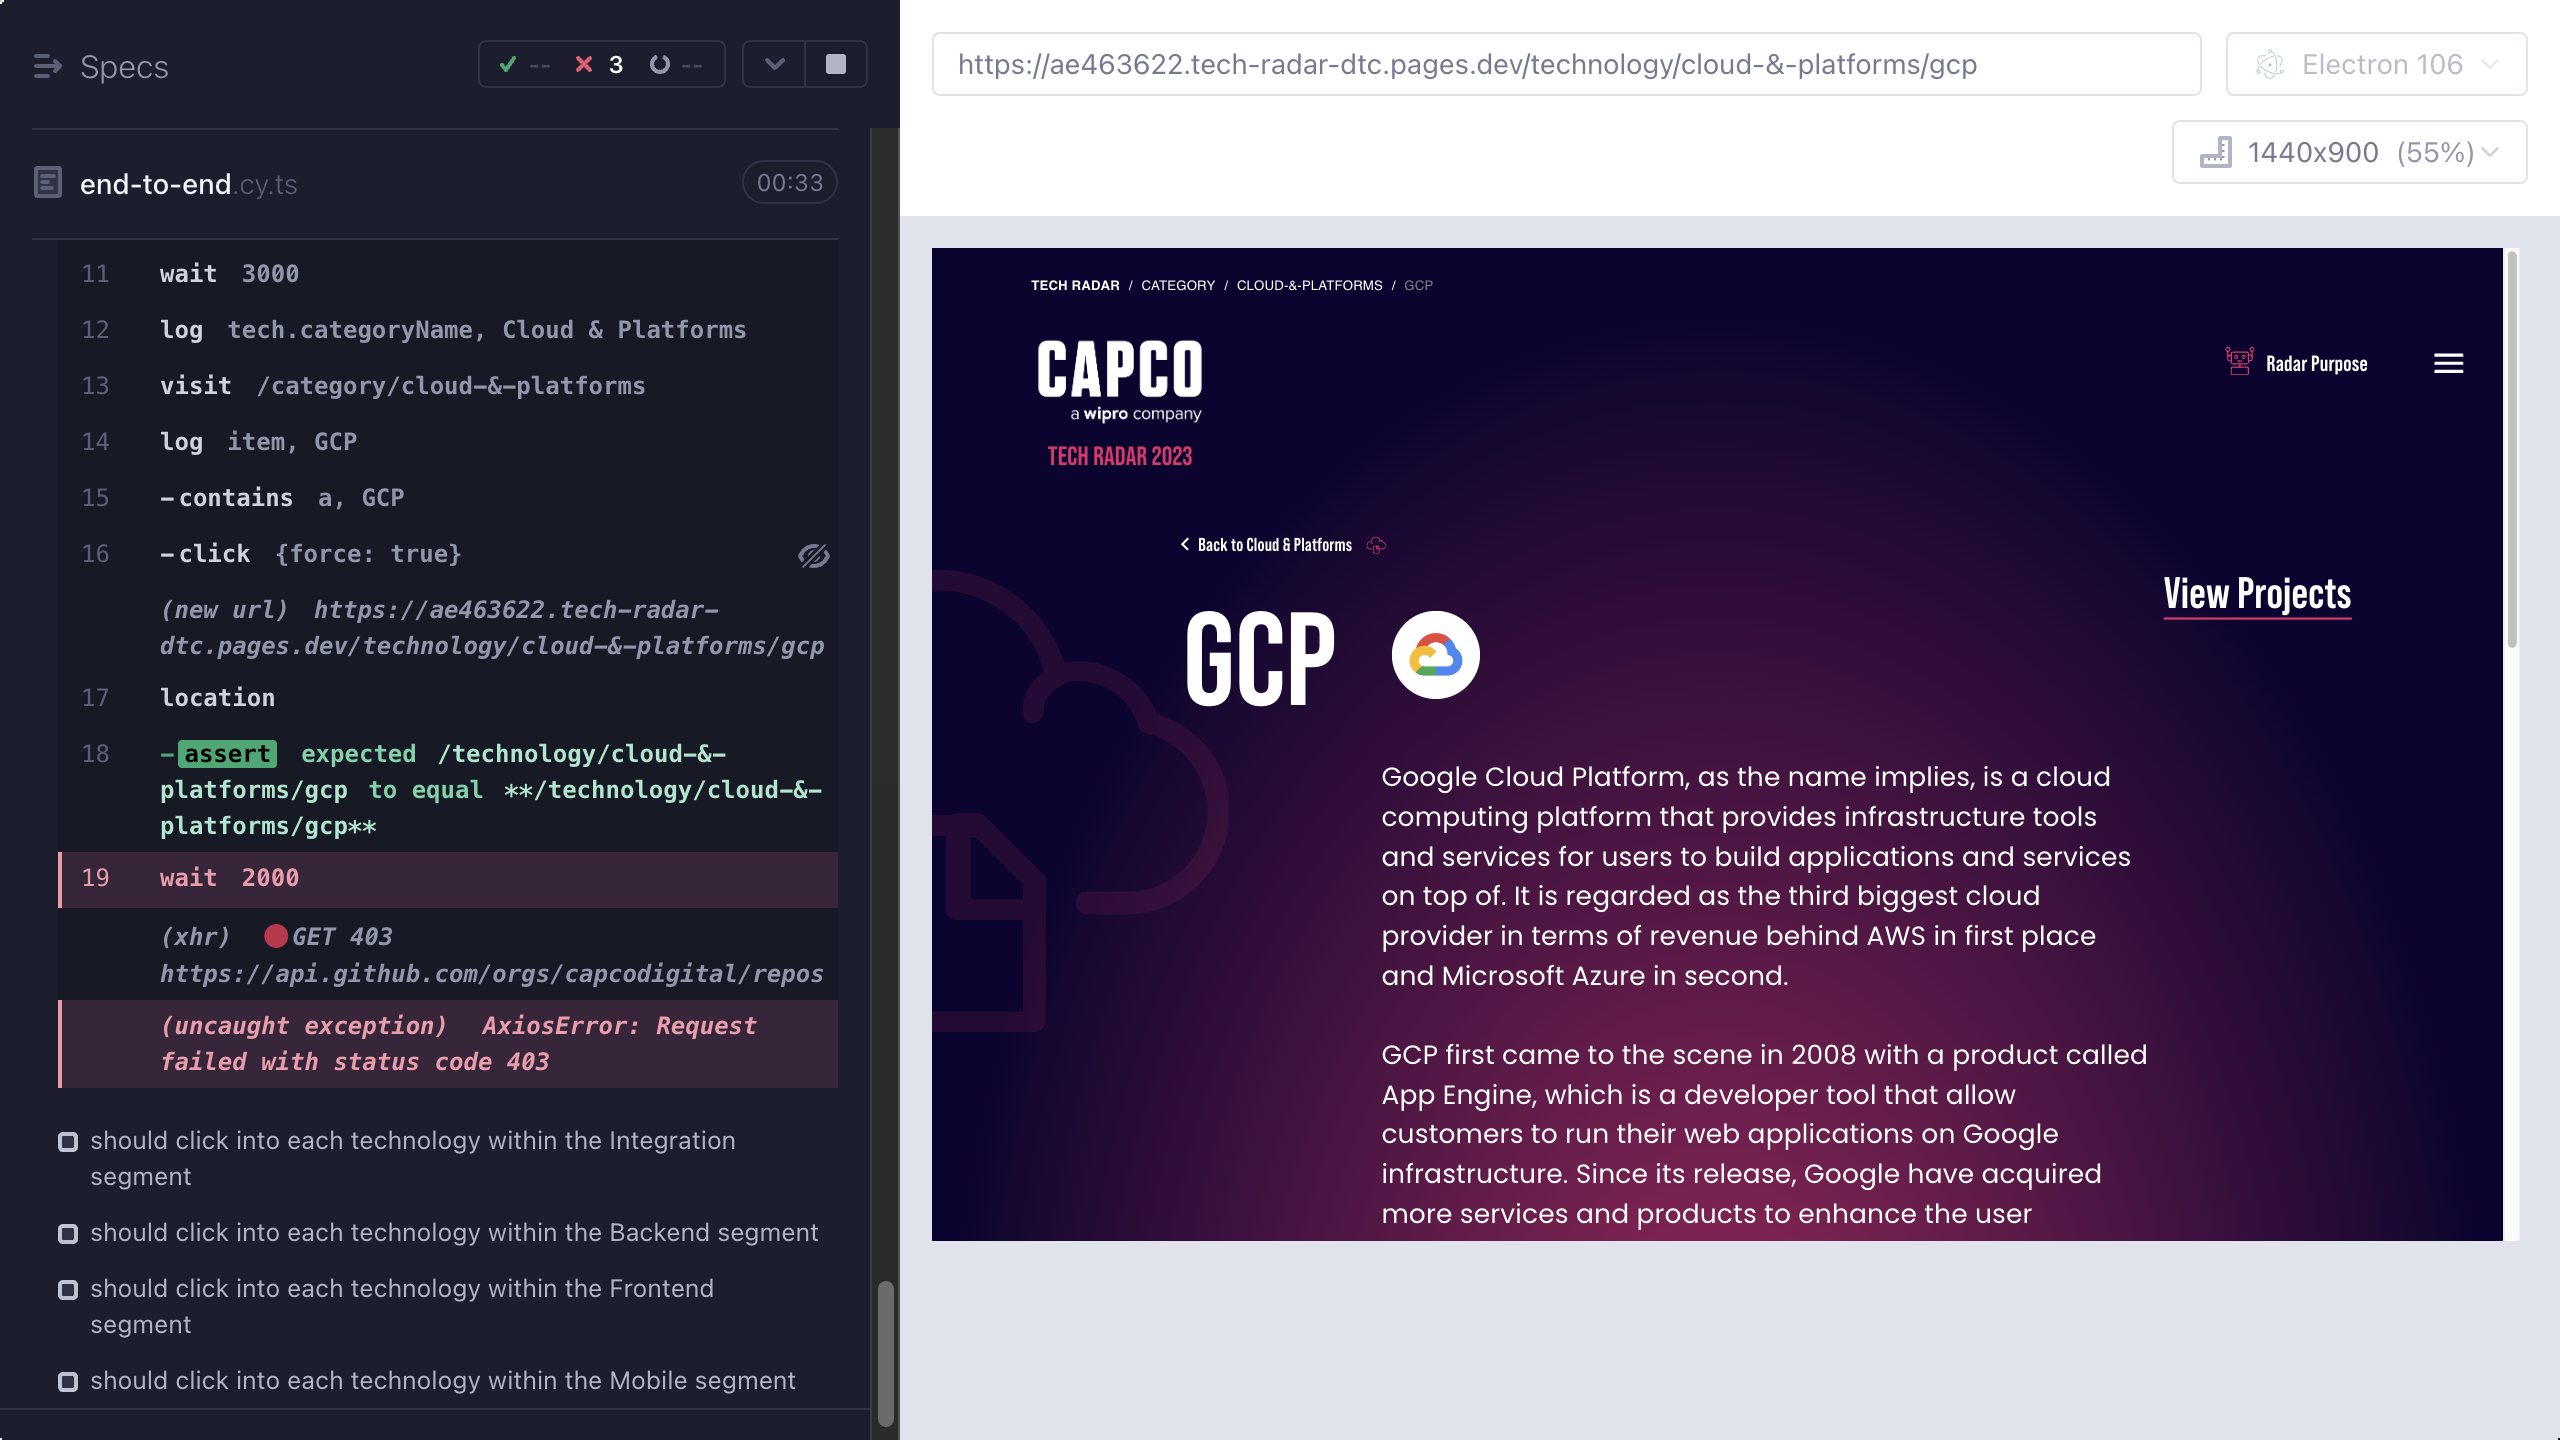 Specs
-- 3 --
end-to-end.cy.ts
00:33
11 wait 3000
12 log tech.categoryName, Cloud & Platforms
13 visit /category/cloud-&-platforms
14 log item, GCP
15 -contains a, GCP
16 -click {force: true}
(new url) https://ae463622.tech-radar-
dtc.pages.dev/technology/cloud-&-platforms/gcp
17 location
18 -assert expected /technology/cloud-&-
platforms/gcp to equal **/technology/cloud-&-
platforms/gcp**
19 wait 2000
(xhr) GET 403
https://api.github.com/orgs/capcodigital/repos
(uncaught exception) AxiosError: Request
failed with status code 403
should click into each technology within the Integration
segment
should click into each technology within the Backend segment
should click into each technology within the Frontend
segment
should click into each technology within the Mobile segment
https://ae463622.tech-radar-dtc.pages.dev/technology/cloud-&-platforms/gcp
Electron 106
1440x900 (55%)
TECH RADAR / CATEGORY / CLOUD-&-PLATFORMS / GCP
CAPCO
a wipro company
TECH RADAR 2023
Radar Purpose
Back to Cloud & Platforms
View Projects
GCP
Google Cloud Platform, as the name implies, is a cloud
computing platform that provides infrastructure tools
and services for users to build applications and services
on top of. It is regarded as the third biggest cloud
provider in terms of revenue behind AWS in first place
and Microsoft Azure in second.
GCP first came to the scene in 2008 with a product called
App Engine, which is a developer tool that allow
customers to run their web applications on Google
infrastructure. Since its release, Google have acquired
more services and products to enhance the user